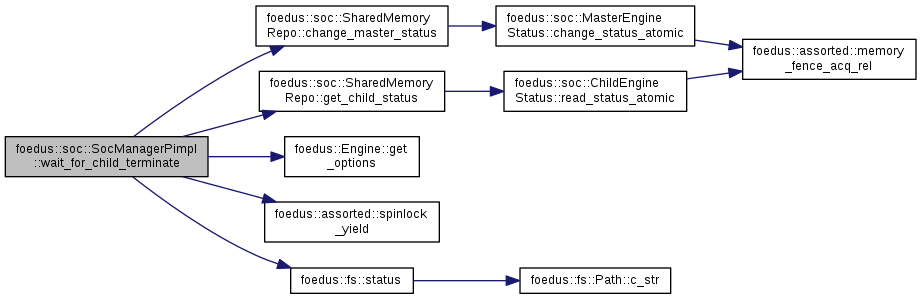 foedus::soc::SocManagerPimpl
::wait_for_child_terminate
foedus::soc::SharedMemory
Repo::change_master_status
foedus::soc::MasterEngine
Status::change_status_atomic
foedus::assorted::memory
_fence_acq_rel
foedus::soc::SharedMemory
Repo::get_child_status
foedus::soc::ChildEngine
Status::read_status_atomic
foedus::Engine::get
_options
foedus::assorted::spinlock
_yield
foedus::fs::status
foedus::fs::Path::c_str